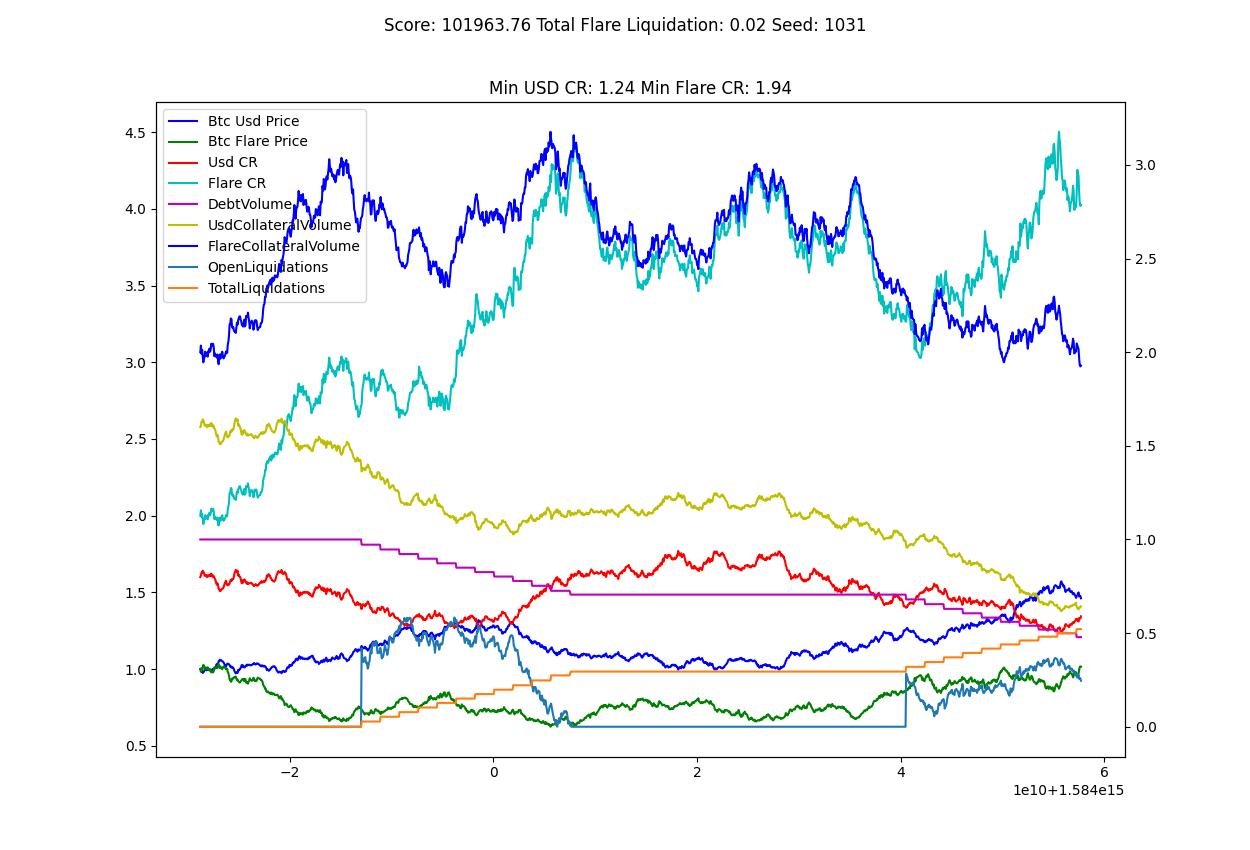 Score: 101963.76 Total Flare Liquidation: 0.02 Seed: 1031
Min USD CR: 1.24 Min Flare CR: 1.94
Btc Usd Price
Btc Flare Price
Usd CR
Flare CR
DebtVolume
UsdCollateralVolume
FlareCollateralVolume
OpenLiquidations
TotalLiquidations
4.5
4.0
3.5
3.0
2.5
2.0
1.5
1.0
0.5
3.0
2.5
2.0
1.5
1.0
0.5
0.0
−2 0 2 4 6
1e10+1.584e15